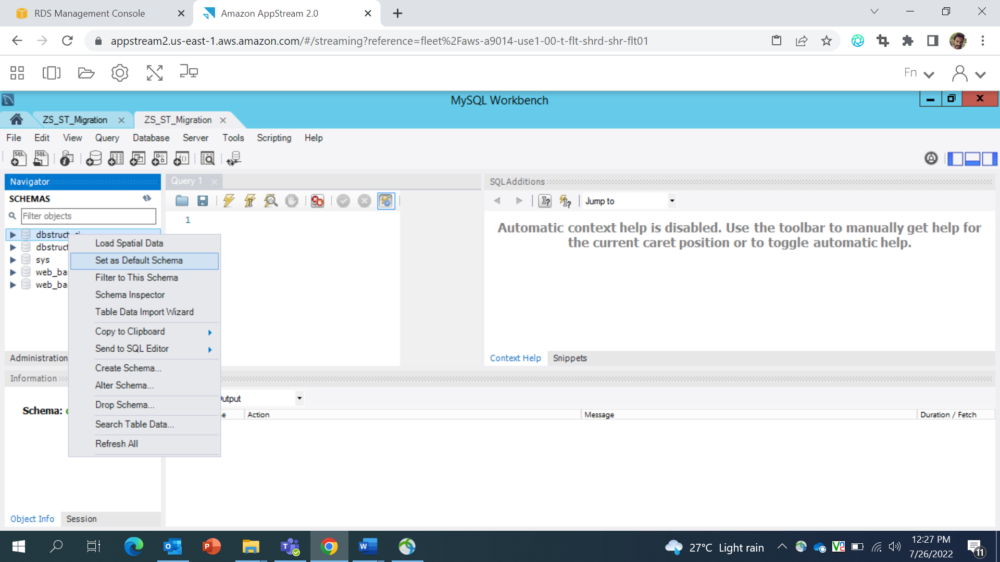 RDS Management Console
Amazon AppStream 2.0
appstream2.us-east-1.aws.amazon.com/#/streaming?reference=fleet%2Faws-a9014-use1-00-t-flt-shrd-shr-flt01
Fn
MySQL Workbench
ZS_ST_Migration
ZS_ST_Migration
File Edit View Query Database Server Tools Scripting Help
Navigator
Query 1
SQLAdditions
SCHEMAS
Filter objects
Jump to
1
dbstruct
dbstruct
sys
web_ba
web_ba
Load Spatial Data
Set as Default Schema
Filter to This Schema
Schema Inspector
Table Data Import Wizard
Copy to Clipboard
Send to SQL Editor
Create Schema...
Alter Schema...
Drop Schema...
Search Table Data...
Refresh All
Automatic context help is disabled. Use the toolbar to manually get help for
the current caret position or to toggle automatic help.
Administration
Context Help Snippets
Information
Schema:
utput
e Action Message Duration / Fetch
Object Info Session
27°C Light rain
12:27 PM
7/26/2022
11